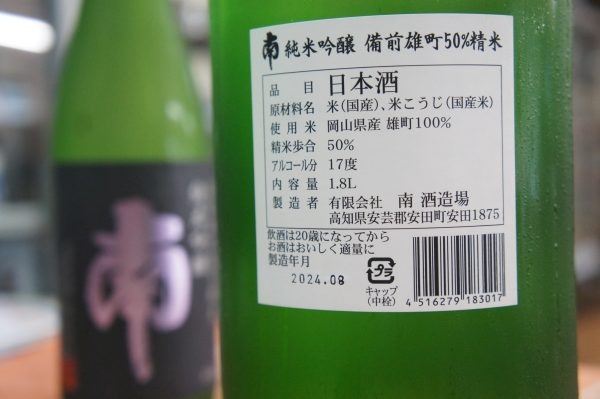 南 純米吟醸 備前雄町50%精米
品目 日本酒
原材料名 米(国産)、米こうじ(国産米)
使用米 岡山県産 雄町100%
精米歩合 50%
アルコール分 17度
内容量 1.8L
製造者 有限会社 南 酒造場
高知県安芸郡安田町安田1875
飲酒は20歳になってから
お酒はおいしく適量に
製造年月
2024.08
プラ
キャップ
(中栓)
4 516279 183017
南